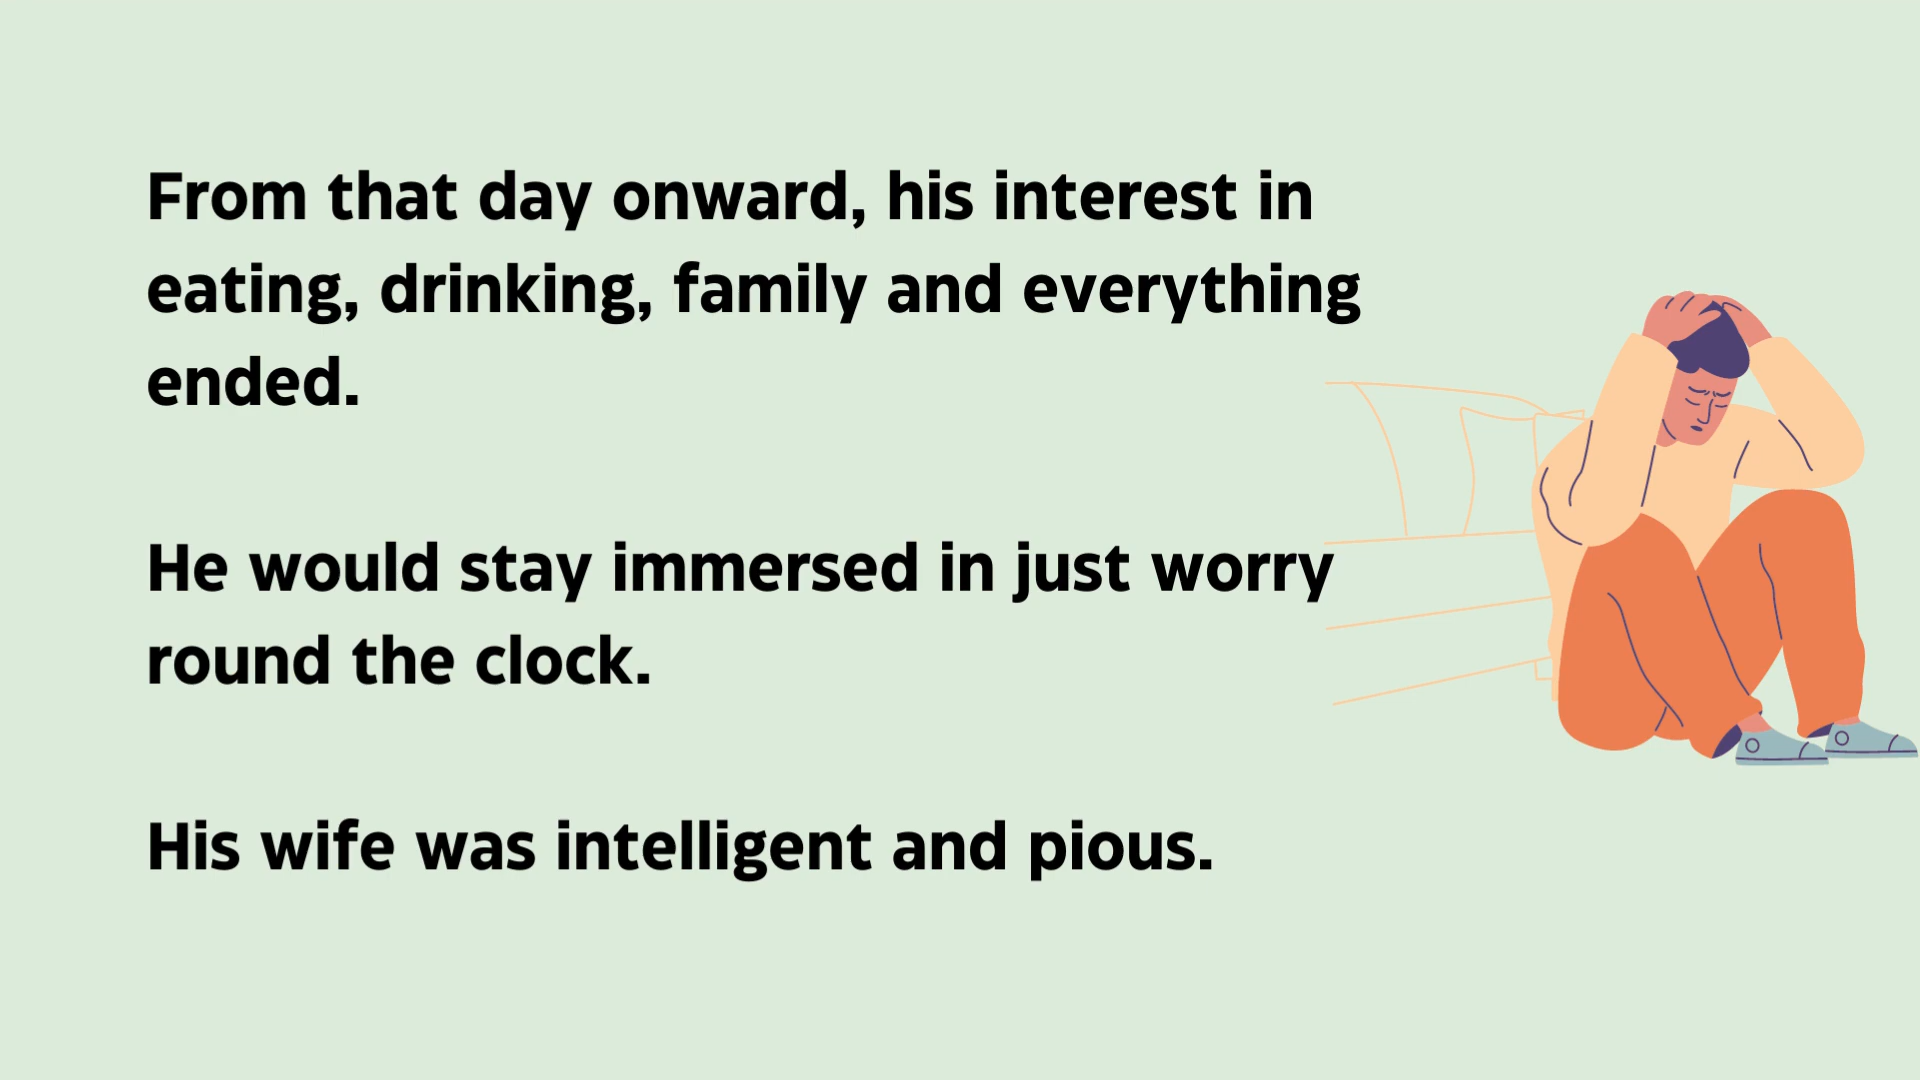 From that day onward, his interest in
eating, drinking, family and everything
ended.
He would stay immersed in just worry
round the clock.
His wife was intelligent and pious.